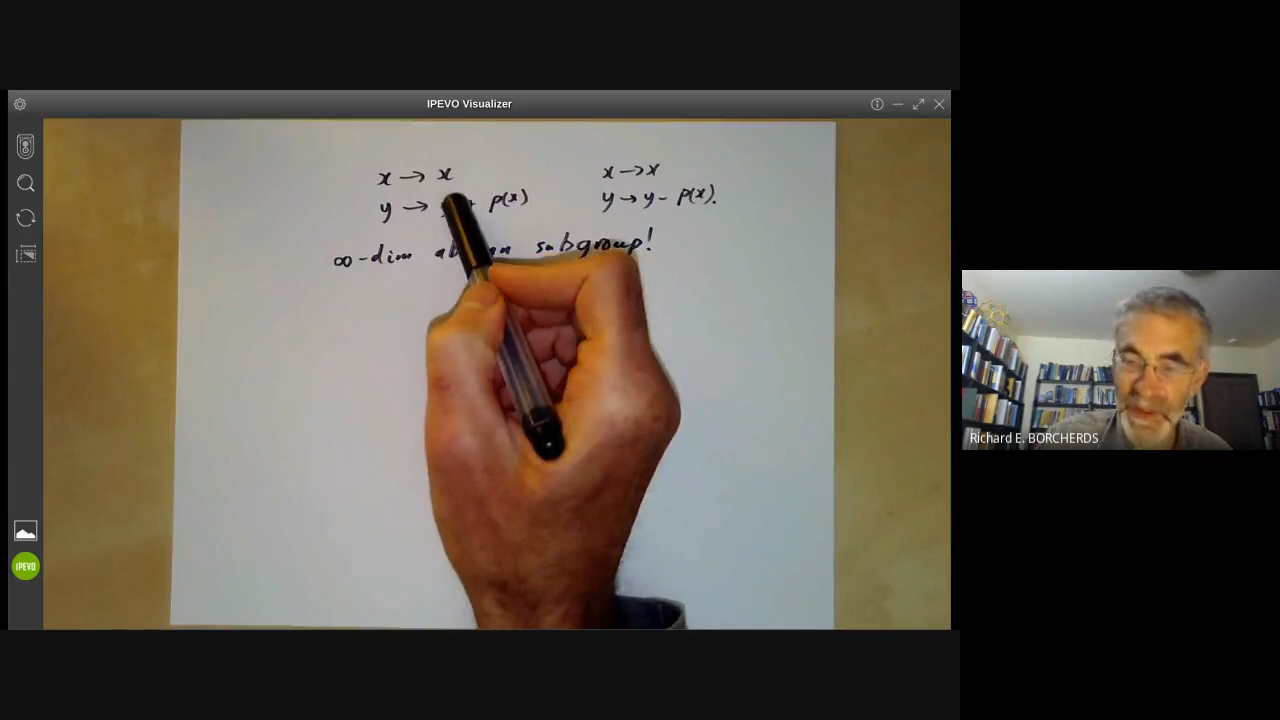 IPEVO Visualizer
x → x
y → p(x)
x → x
y → y - p(x).
∞-dim subgroup!
IPEVO
Richard E. BORCHERDS